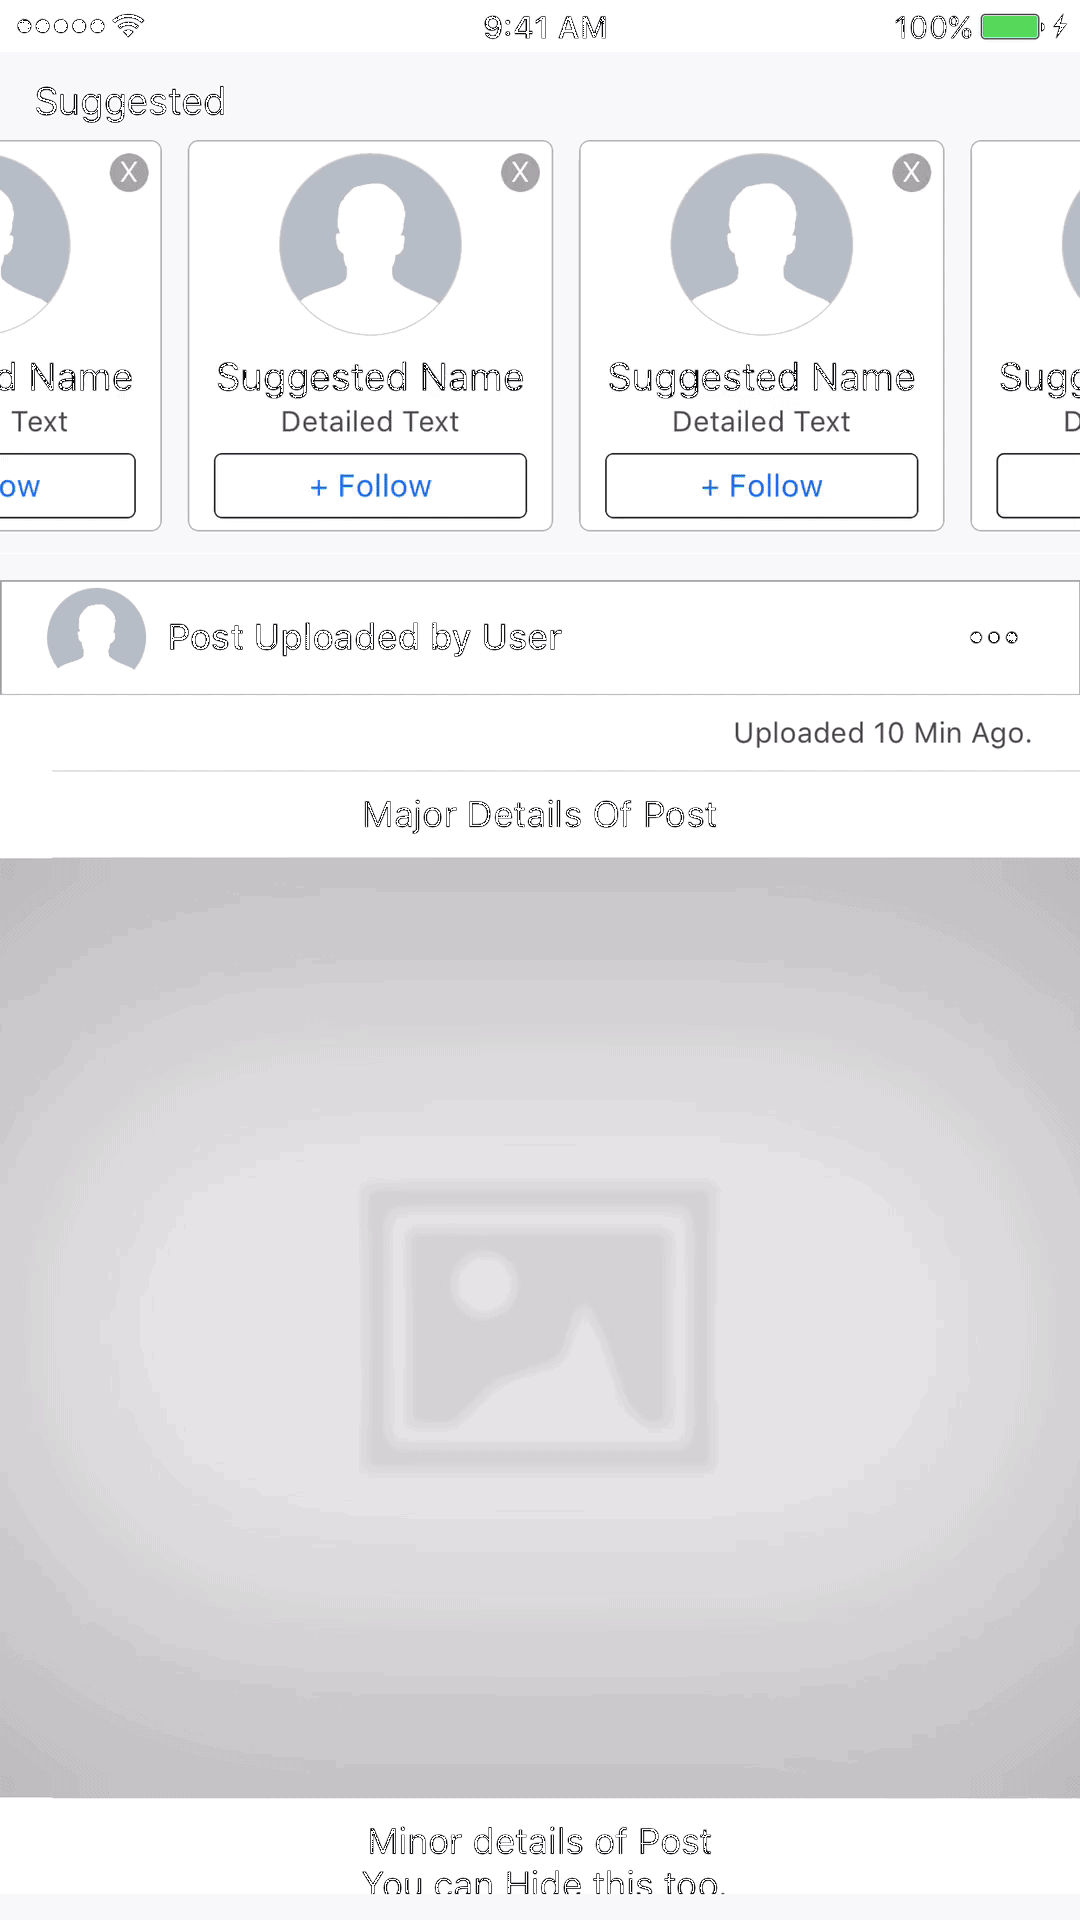 9:41 AM 100%
Suggested
X X X
d Name Suggested Name Suggested Name Sugg
Text Detailed Text Detailed Text D
ow + Follow + Follow
Post Uploaded by User
Uploaded 10 Min Ago.
Major Details Of Post
Minor details of Post
You can Hide this too.